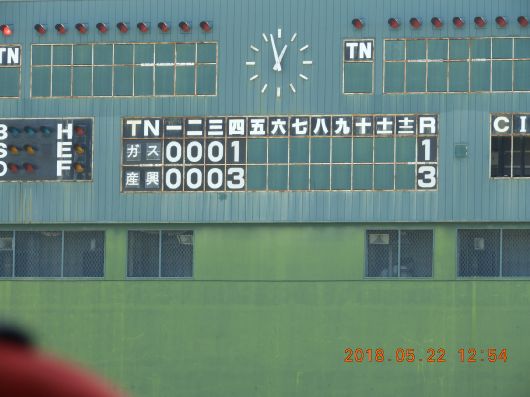 TN TN
TN 一 二 三 四 五 六 七 八 九 十 十一 十二 R C I
ガス 0 0 0 1 1
産興 0 0 0 3 3
B H
S E
O F
2018.05.22 12:54